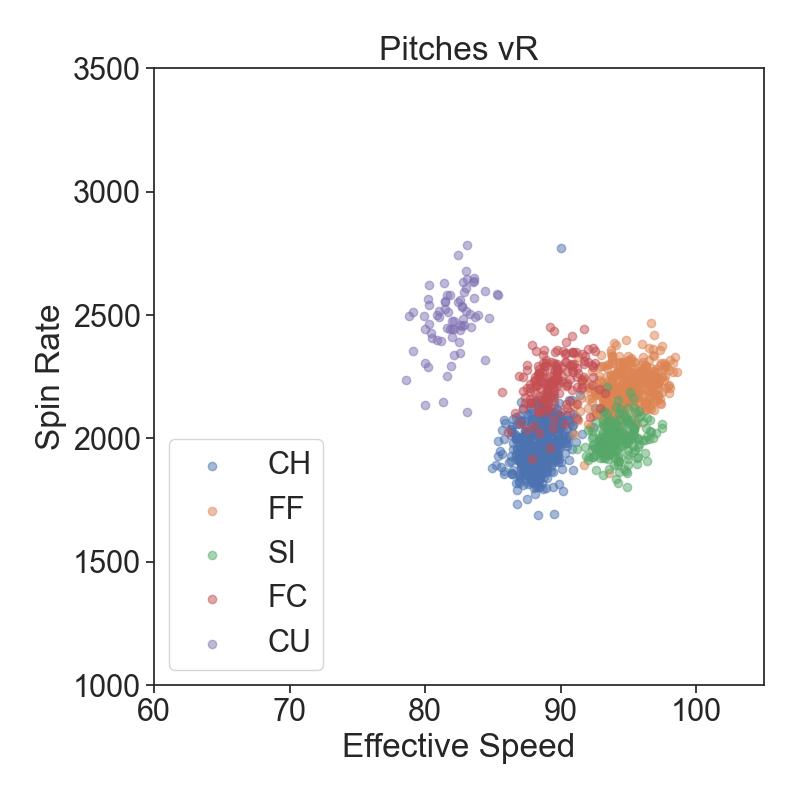 Pitches vR
3500
3000
2500
2000
1500
1000
Spin Rate
CH
FF
SI
FC
CU
60 70 80 90 100
Effective Speed